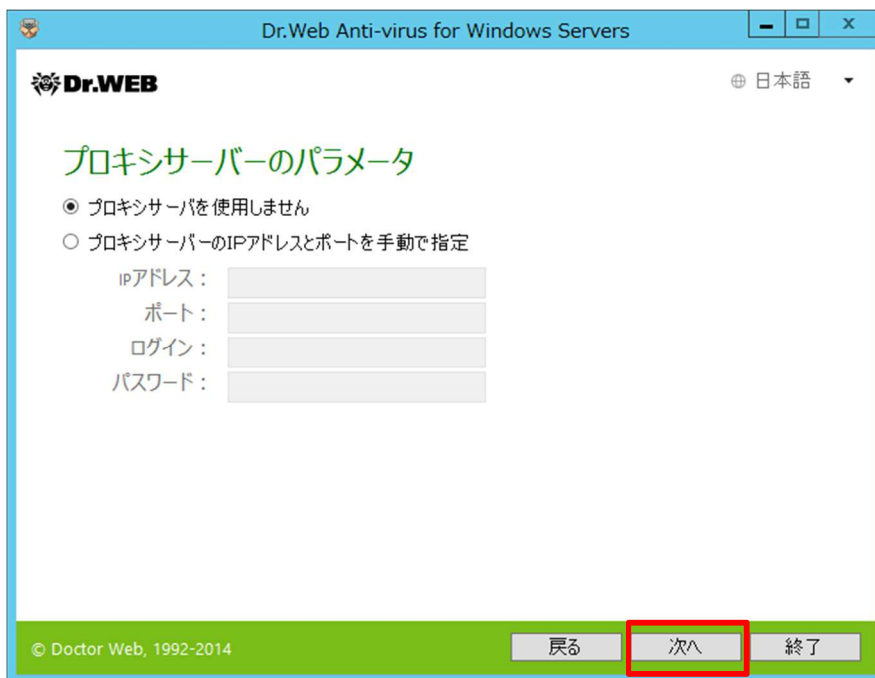 Dr.Web Anti-virus for Windows Servers
Dr.WEB
日本語
プロキシサーバーのパラメータ
プロキシサーバを使用しません
プロキシサーバーのIPアドレスとポートを手動で指定
IPアドレス：
ポート：
ログイン：
パスワード：
© Doctor Web, 1992-2014
戻る
次へ
終了